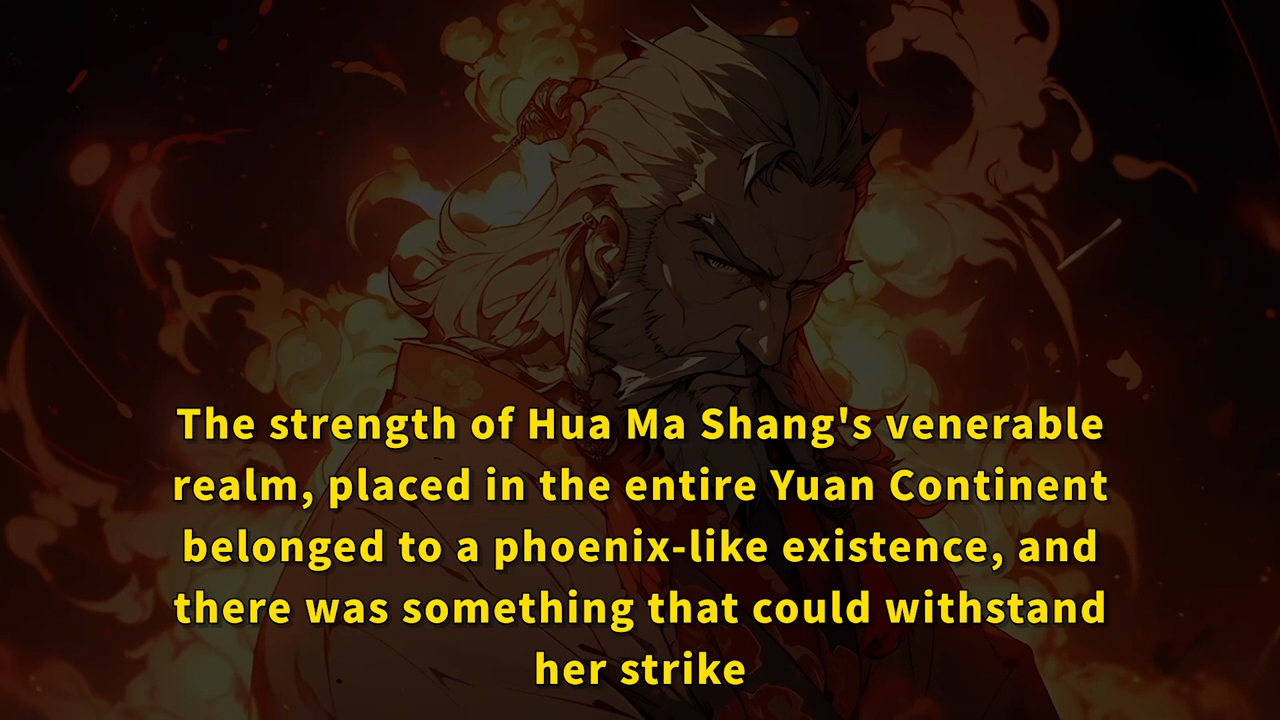 The strength of Hua Ma Shang's venerable
realm, placed in the entire Yuan Continent
belonged to a phoenix-like existence, and
there was something that could withstand
her strike